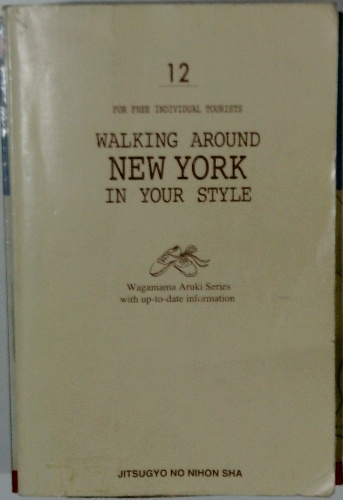 12
FOR FREE INDIVIDUAL TOURISTS
WALKING AROUND
NEW YORK
IN YOUR STYLE
Wagamama Aruki Series
with up-to-date information
JITSUGYO NO NIHON SHA